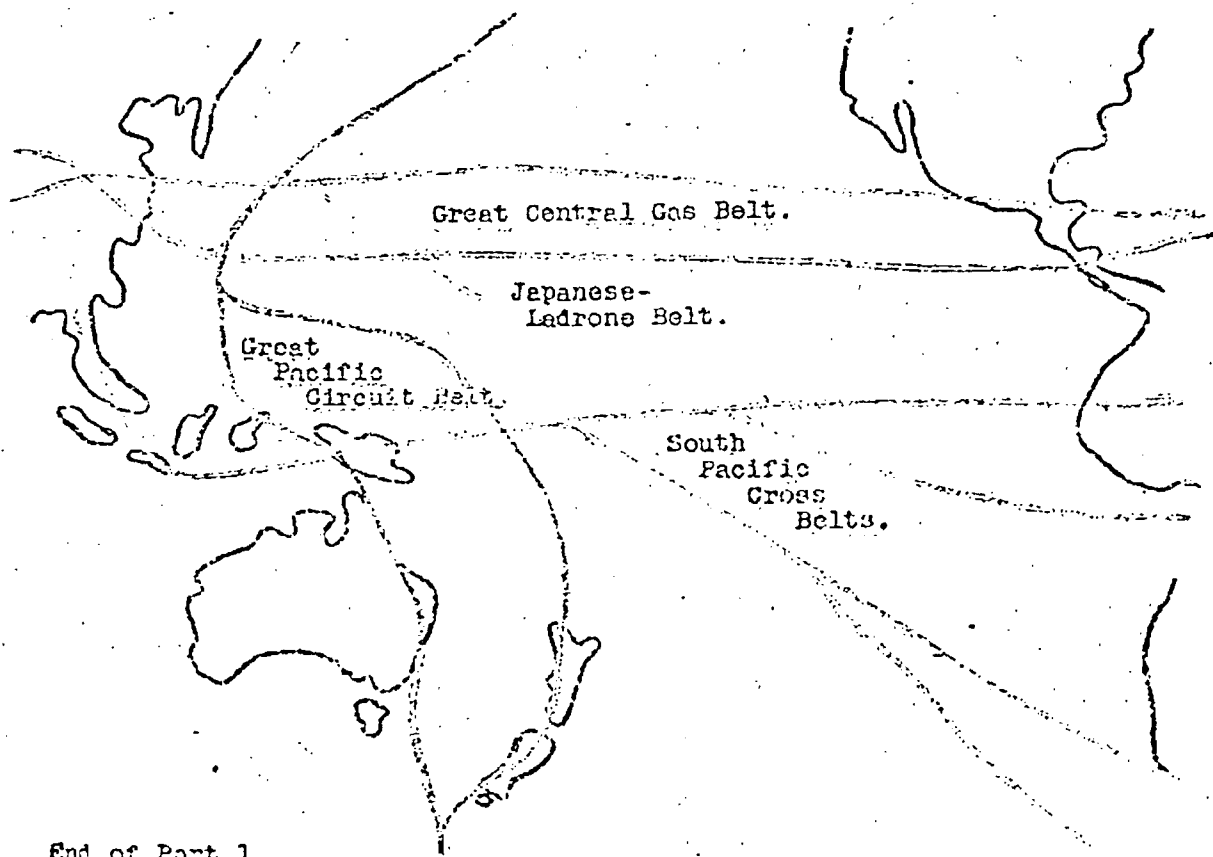 Great Central Gas Belt.
Japanese-
Ladrone Belt.
Great
Pacific
Circuit Belt.
South
Pacific
Cross
Belts.
End of Part 1